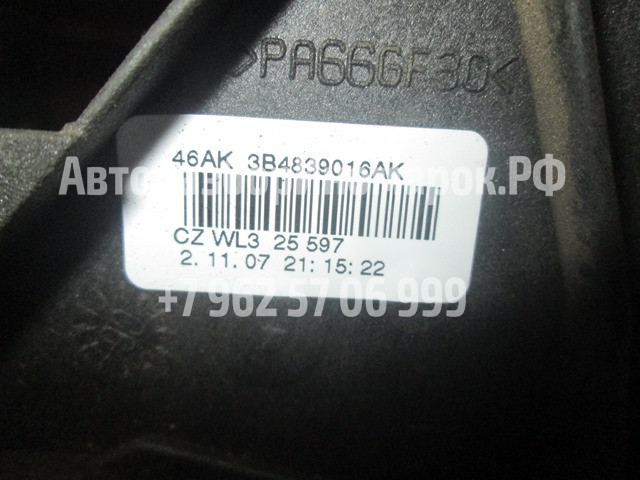 >PA66GF30<
46AK 3B4839016AK
CZ WL3 25 597
2. 11. 07 21: 15: 22
+7 962 57 06 999